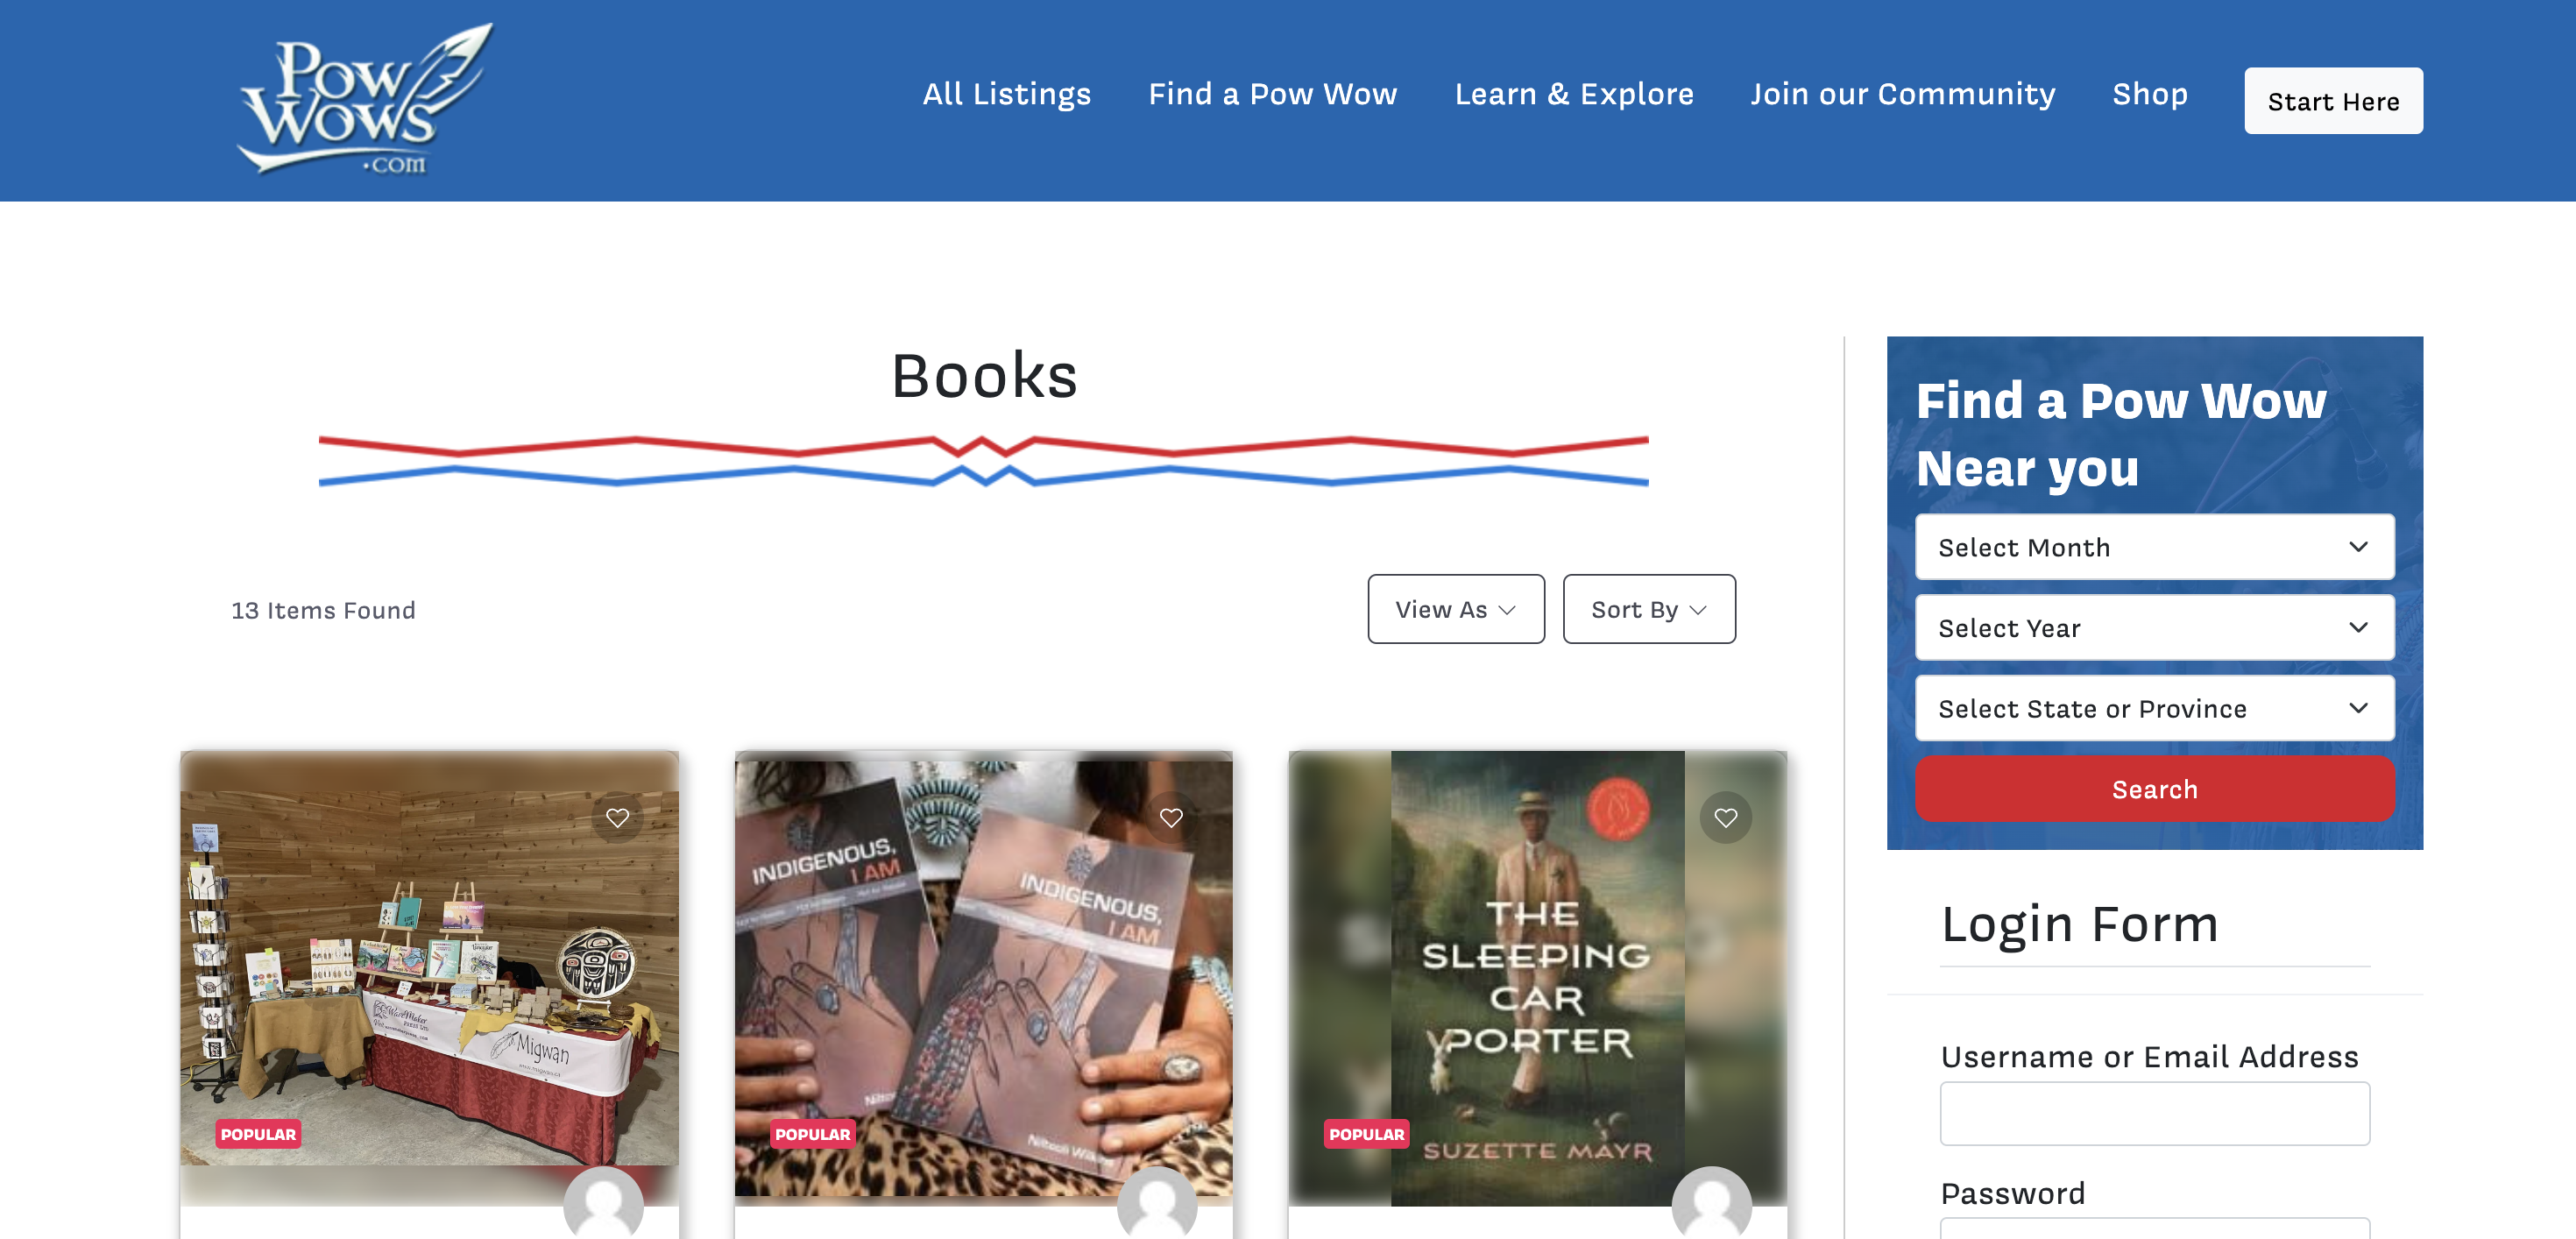 Pow
Wows
.com
All Listings
Find a Pow Wow
Learn & Explore
Join our Community
Shop
Start Here
Books
13 Items Found
View As
Sort By
Find a Pow Wow
Near you
Select Month
Select Year
Select State or Province
Search
Login Form
Username or Email Address
Password
WaveMaker
Migwan
POPULAR
INDIGENOUS,
I AM
INDIGENOUS,
I AM
POPULAR
THE
SLEEPING
CAR
PORTER
SUZETTE MAYR
POPULAR